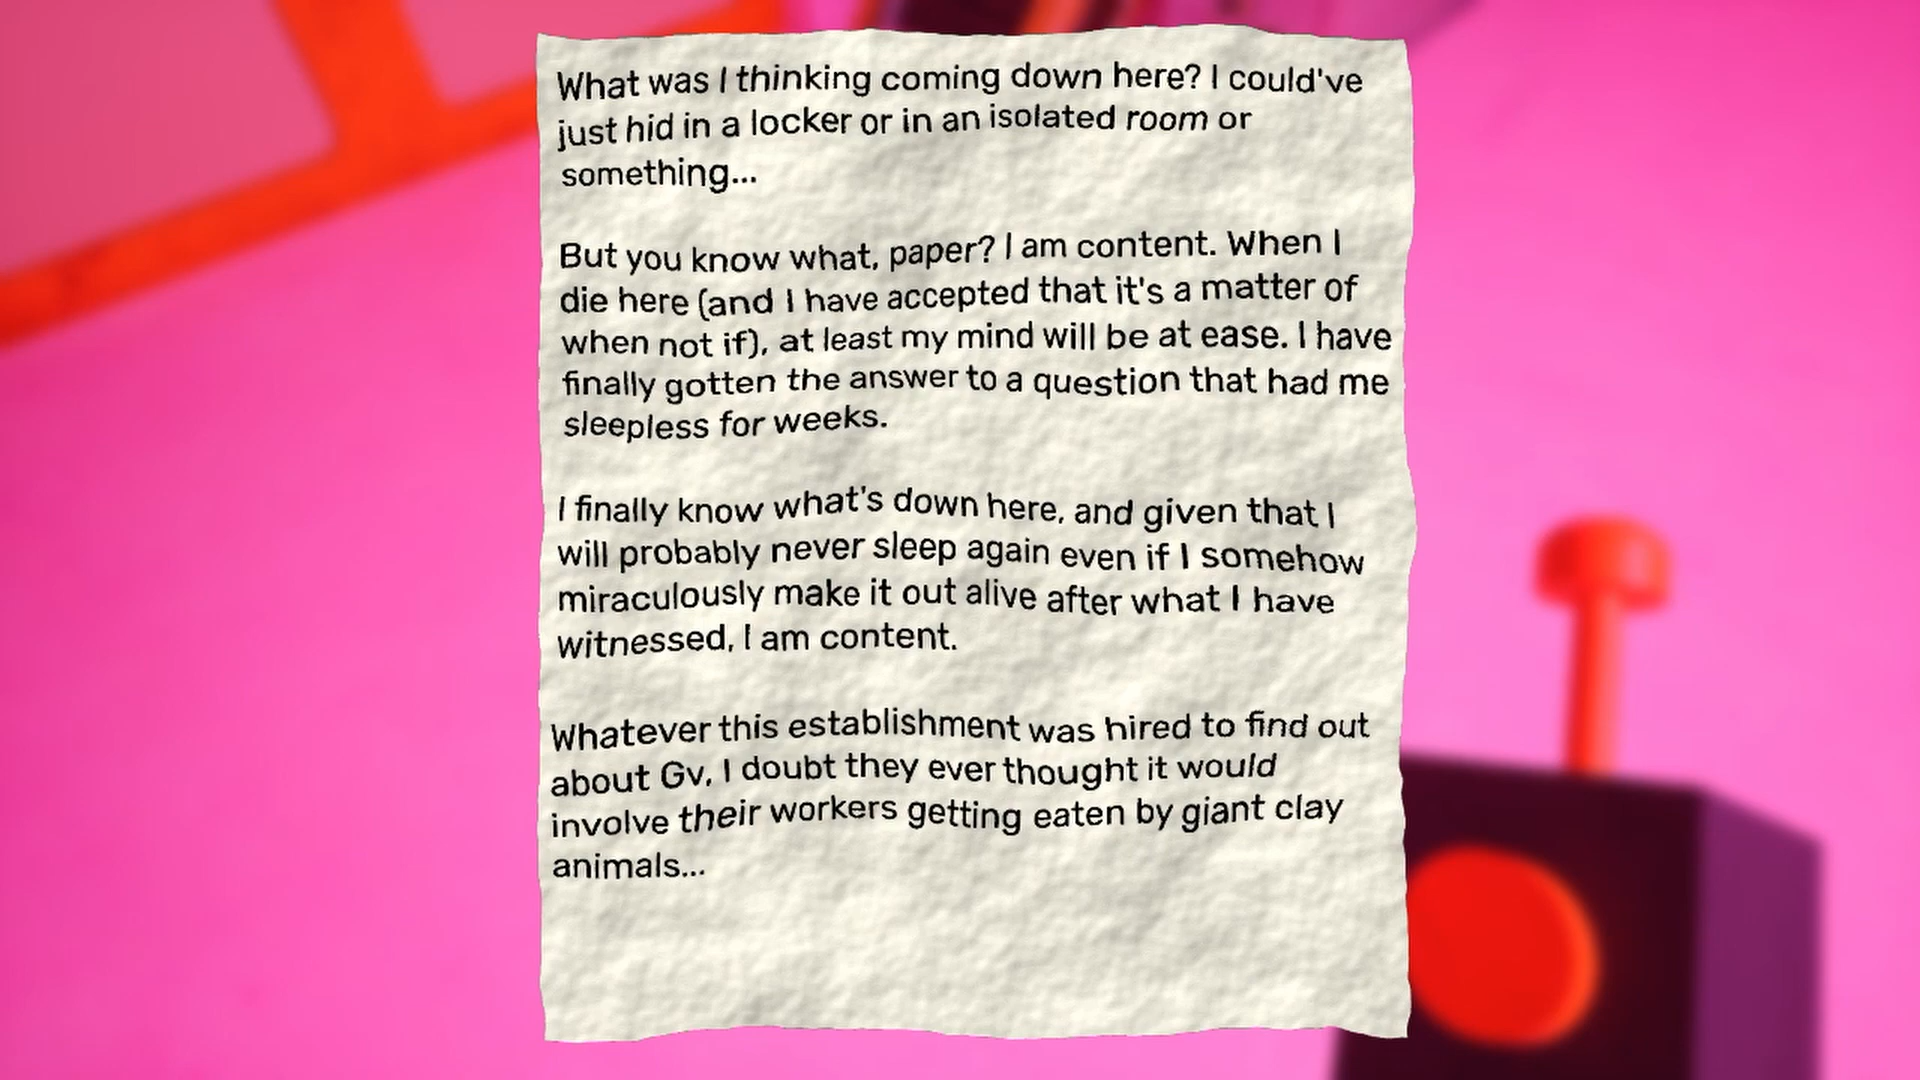 What was I thinking coming down here? I could've
just hid in a locker or in an isolated room or
something...
But you know what, paper? I am content. When I
die here (and I have accepted that it's a matter of
when not if), at least my mind will be at ease. I have
finally gotten the answer to a question that had me
sleepless for weeks.
I finally know what's down here, and given that I
will probably never sleep again even if I somehow
miraculously make it out alive after what I have
witnessed, I am content.
Whatever this establishment was hired to find out
about Gv, I doubt they ever thought it would
involve their workers getting eaten by giant clay
animals...